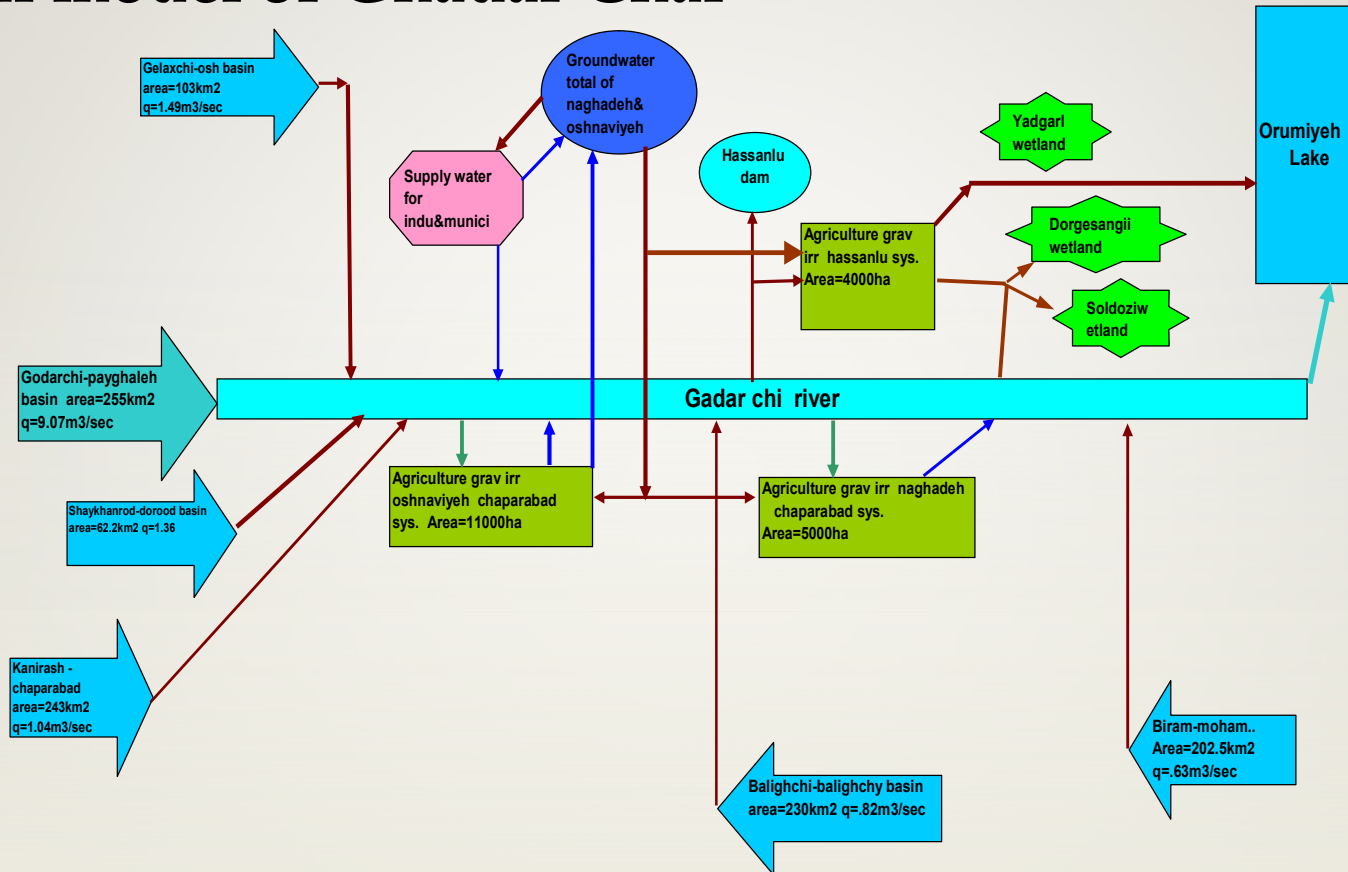 Gelaxchi-osh basin
area=103km2
q=1.49m3/sec
Groundwater
total of
naghadeh&
oshnaviyeh
Supply water
for
indu&munici
Hassanlu
dam
Yadgarl
wetland
Orumiyeh
Lake
Agriculture grav
irr hassanlu sys.
Area=4000ha
Dorgesangii
wetland
Soldoziw
etland
Godarchi-payghaleh
basin area=255km2
q=9.07m3/sec
Gadar chi river
Shaykhanrod-dorood basin
area=62.2km2 q=1.36
Agriculture grav irr
oshnaviyeh chaparabad
sys. Area=11000ha
Agriculture grav irr naghadeh
chaparabad sys.
Area=5000ha
Kanirash -
chaparabad
area=243km2
q=1.04m3/sec
Balighchi-balighchy basin
area=230km2 q=.82m3/sec
Biram-moham..
Area=202.5km2
q=.63m3/sec